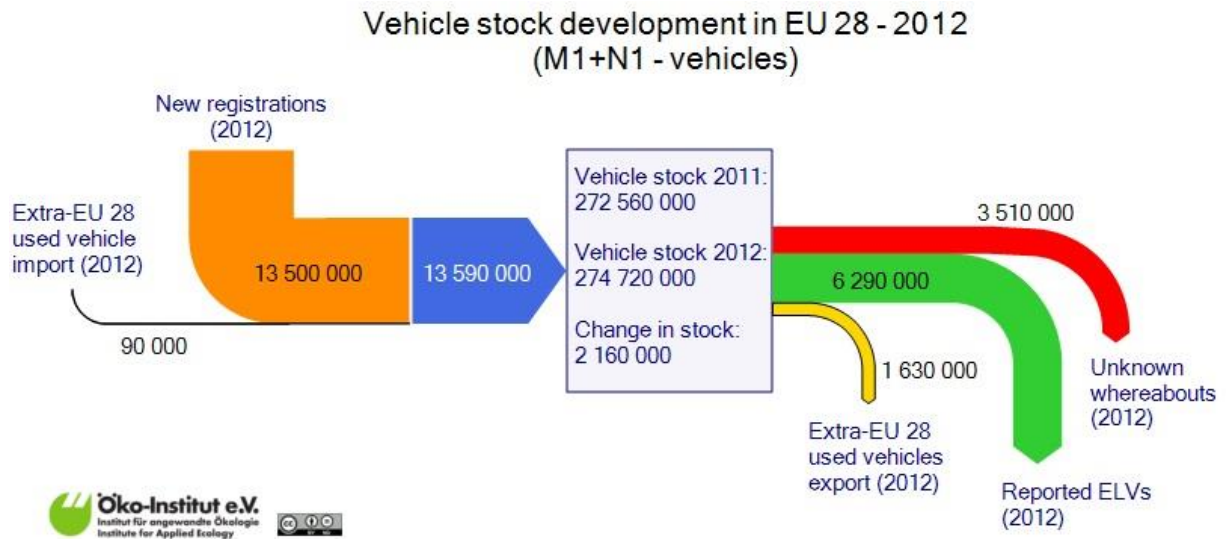 Vehicle stock development in EU 28 - 2012
(M1+N1 - vehicles)
New registrations
(2012)
Extra-EU 28
used vehicle
import (2012)
13 500 000
90 000
13 590 000
Vehicle stock 2011:
272 560 000
Vehicle stock 2012:
274 720 000
Change in stock:
2 160 000
3 510 000
6 290 000
1 630 000
Unknown
whereabouts
(2012)
Extra-EU 28
used vehicles
export (2012)
Reported ELVs
(2012)
Öko-Institut e.V.
Institut für angewandte Ökologie
Institute for Applied Ecology
cc
BY ND